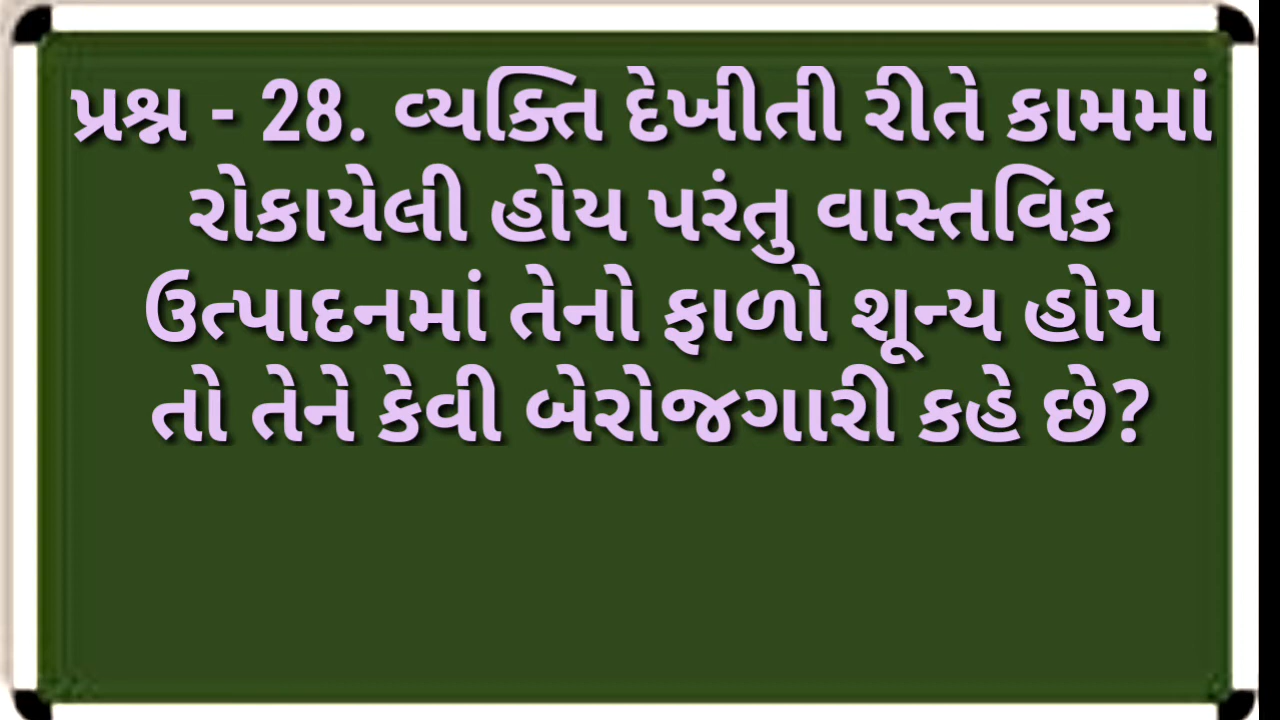 પ્રશ્ન - 28. વ્યક્તિ દેખીતી રીતે કામમાં
રોકાયેલી હોય પરંતુ વાસ્તવિક
ઉત્પાદનમાં તેનો ફાળો શૂન્ય હોય
તો તેને કેવી બેરોજગારી કહે છે?